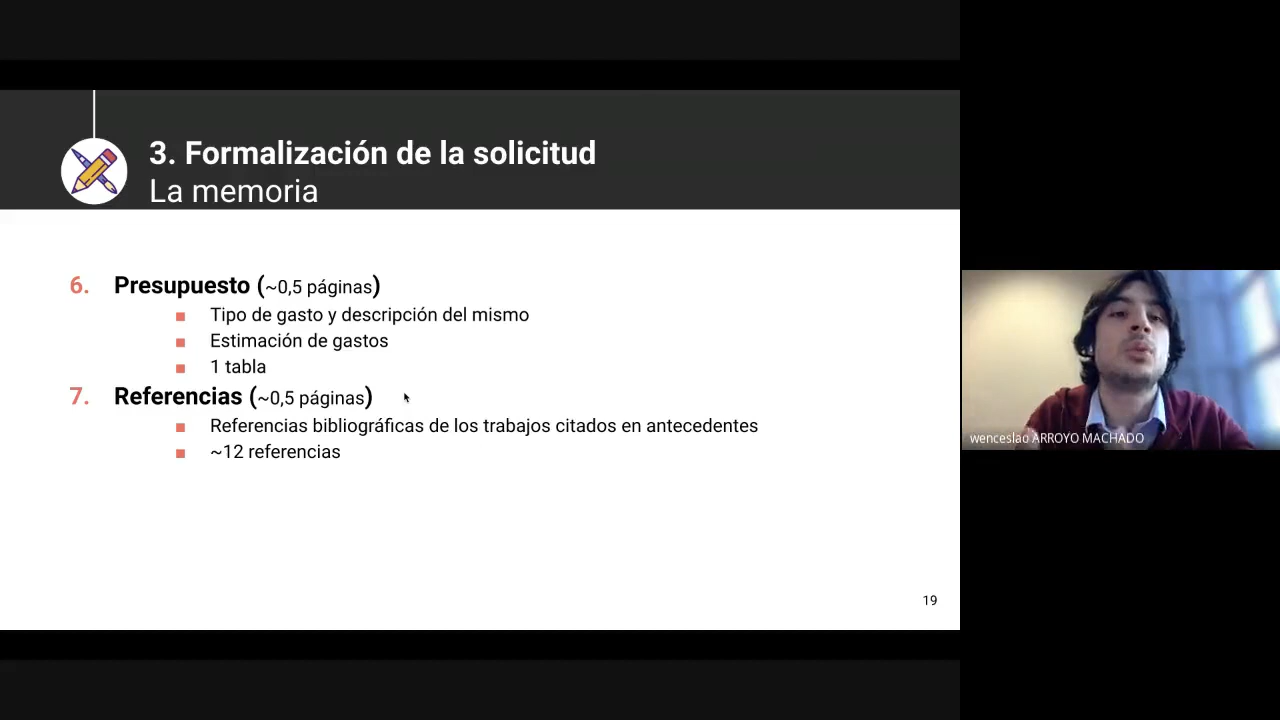 3. Formalización de la solicitud
La memoria
6. Presupuesto (~0,5 páginas)
■ Tipo de gasto y descripción del mismo
■ Estimación de gastos
■ 1 tabla
7. Referencias (~0,5 páginas)
■ Referencias bibliográficas de los trabajos citados en antecedentes
■ ~12 referencias
19
wenceslao ARROYO MACHADO